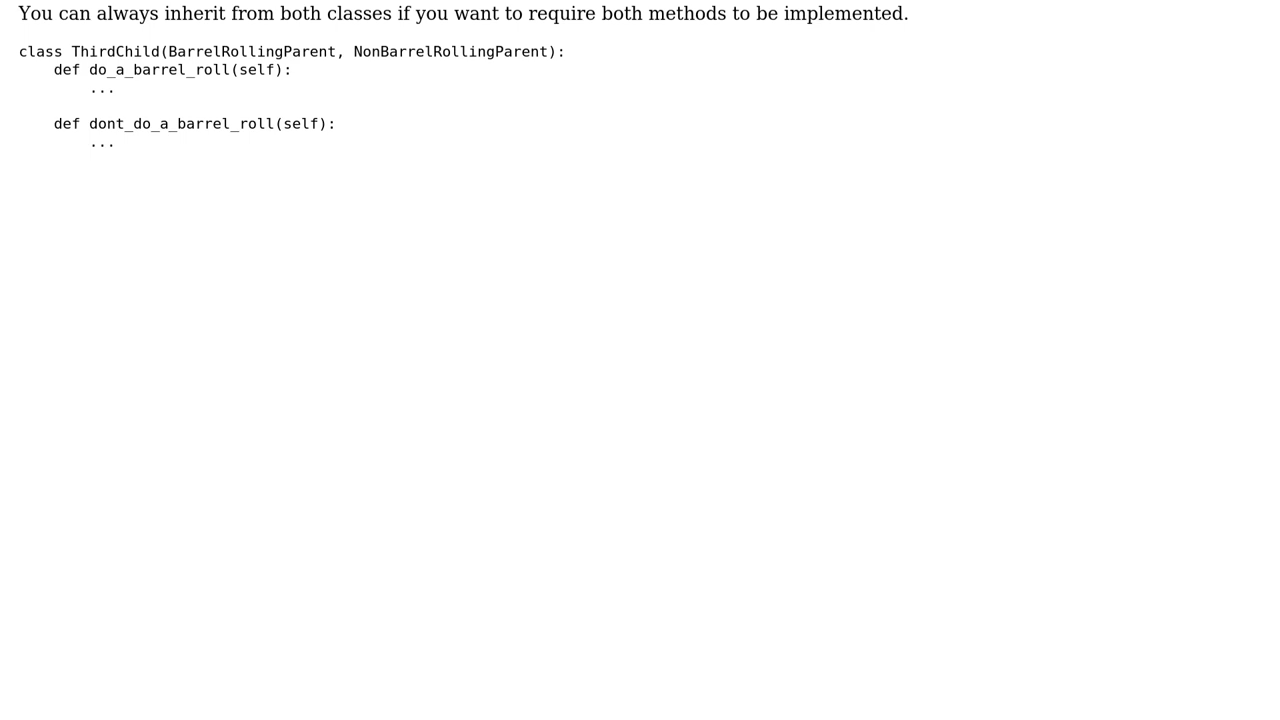 You can always inherit from both classes if you want to require both methods to be implemented.
class ThirdChild(BarrelRollingParent, NonBarrelRollingParent):
    def do_a_barrel_roll(self):
        ...

    def dont_do_a_barrel_roll(self):
        ...